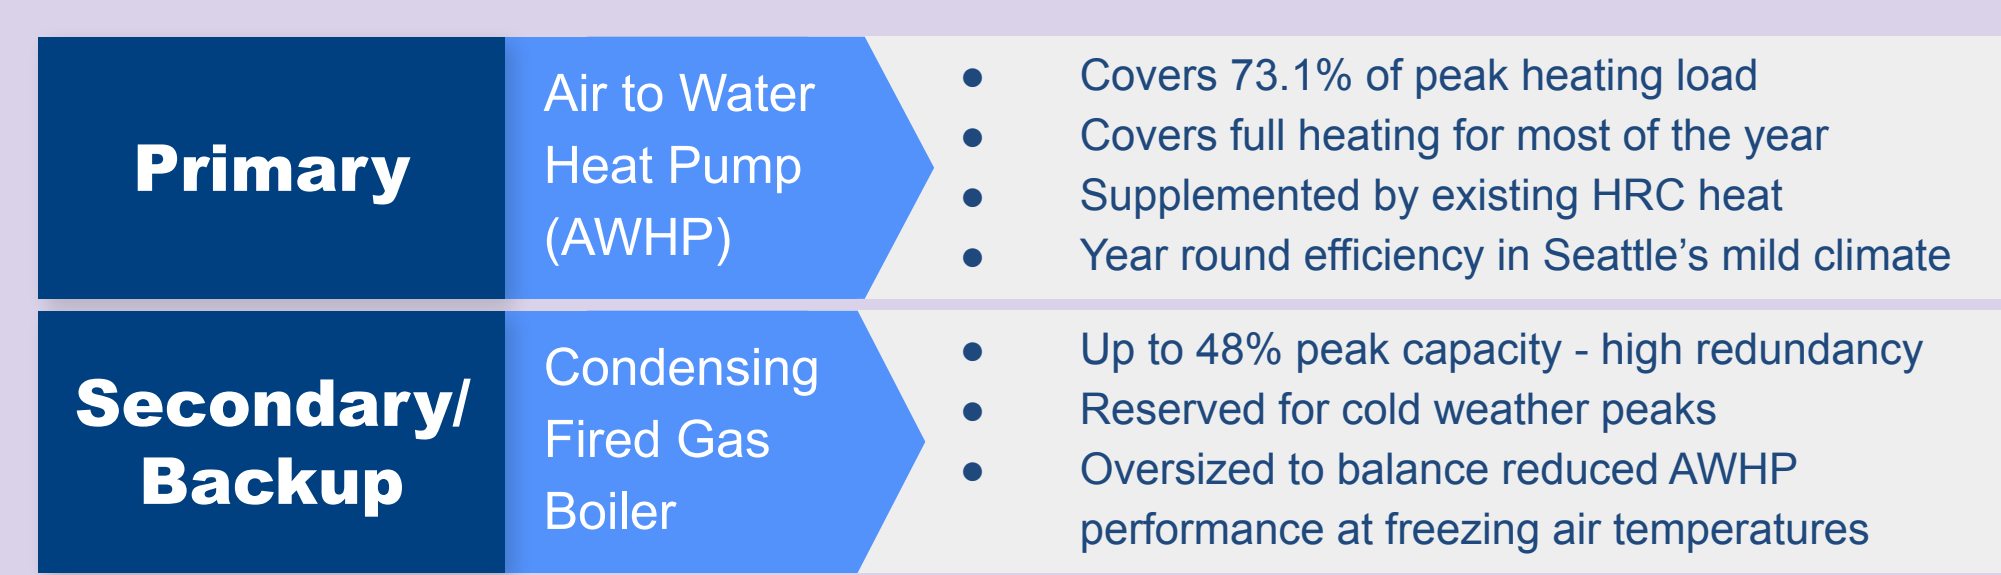 Primary
Air to Water
Heat Pump
(AWHP)
● Covers 73.1% of peak heating load
● Covers full heating for most of the year
● Supplemented by existing HRC heat
● Year round efficiency in Seattle’s mild climate
Secondary/
Backup
Condensing
Fired Gas
Boiler
● Up to 48% peak capacity - high redundancy
● Reserved for cold weather peaks
● Oversized to balance reduced AWHP
performance at freezing air temperatures